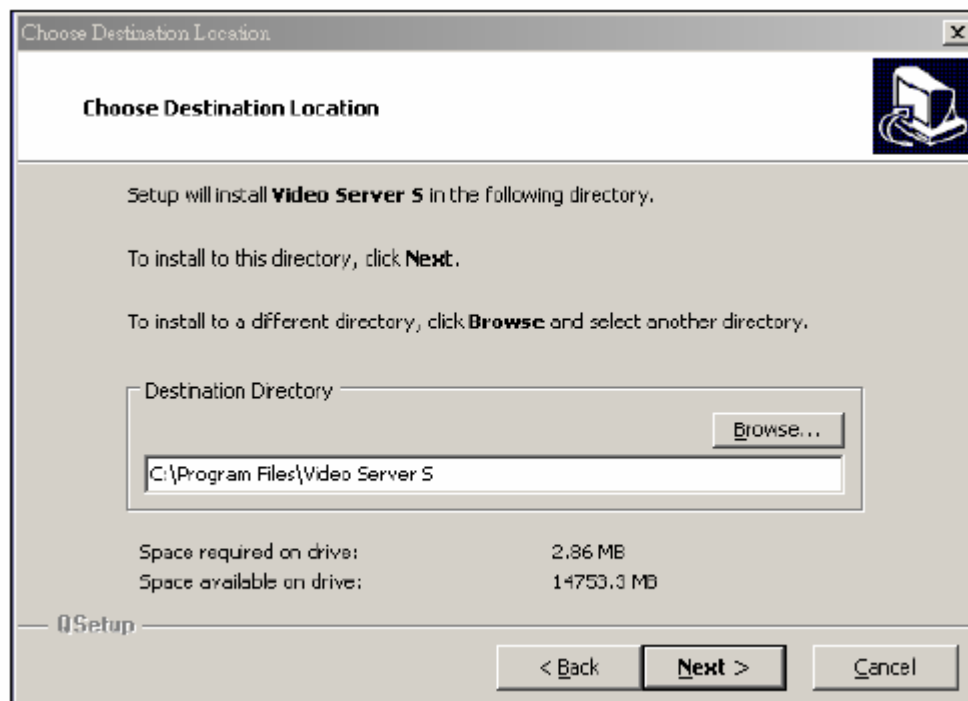 Choose Destination Location
Choose Destination Location
Setup will install Video Server S in the following directory.
To install to this directory, click Next.
To install to a different directory, click Browse and select another directory.
Destination Directory
Browse...
C:\Program Files\Video Server S
Space required on drive: 2.86 MB
Space available on drive: 14753.3 MB
QSetup
< Back Next > Cancel